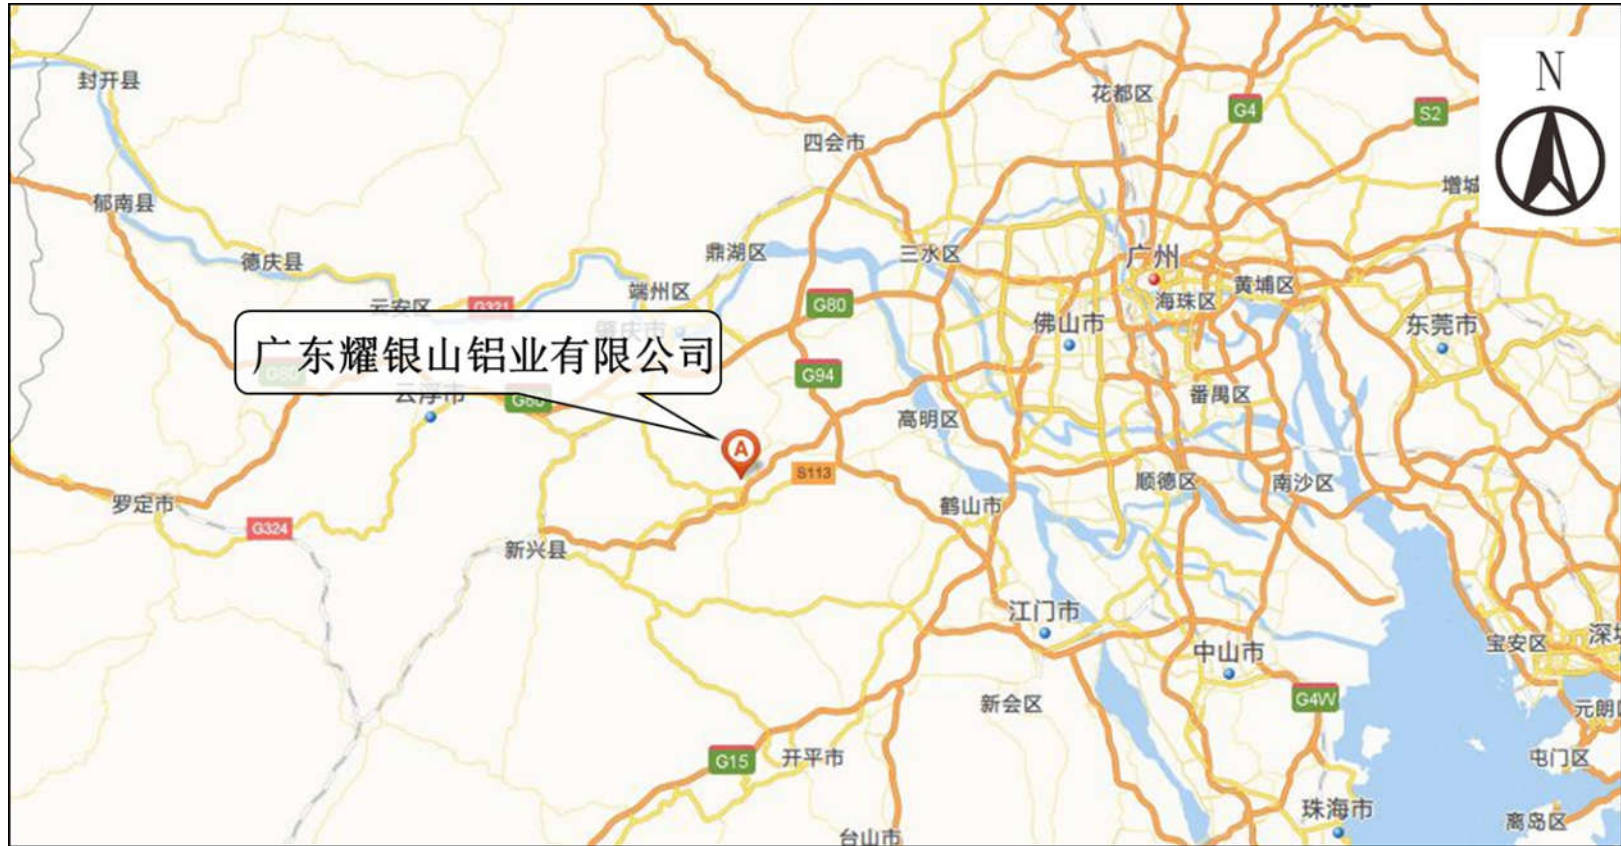 封开县
花都区
G4
S2
N
四会市
郁南县
增城
德庆县
鼎湖区
三水区
广州
端州区
黄埔区
云安区
G321
G80
海珠区
肇庆市
佛山市
东莞市
广东耀银山铝业有限公司
G80
G94
云浮市
G80
番禺区
高明区
A
S113
顺德区
南沙区
罗定市
鹤山市
G324
新兴县
江门市
宝安区
深圳
中山市
新会区
G4W
元朗区
G15
开平市
屯门区
珠海市
离岛区
台山市